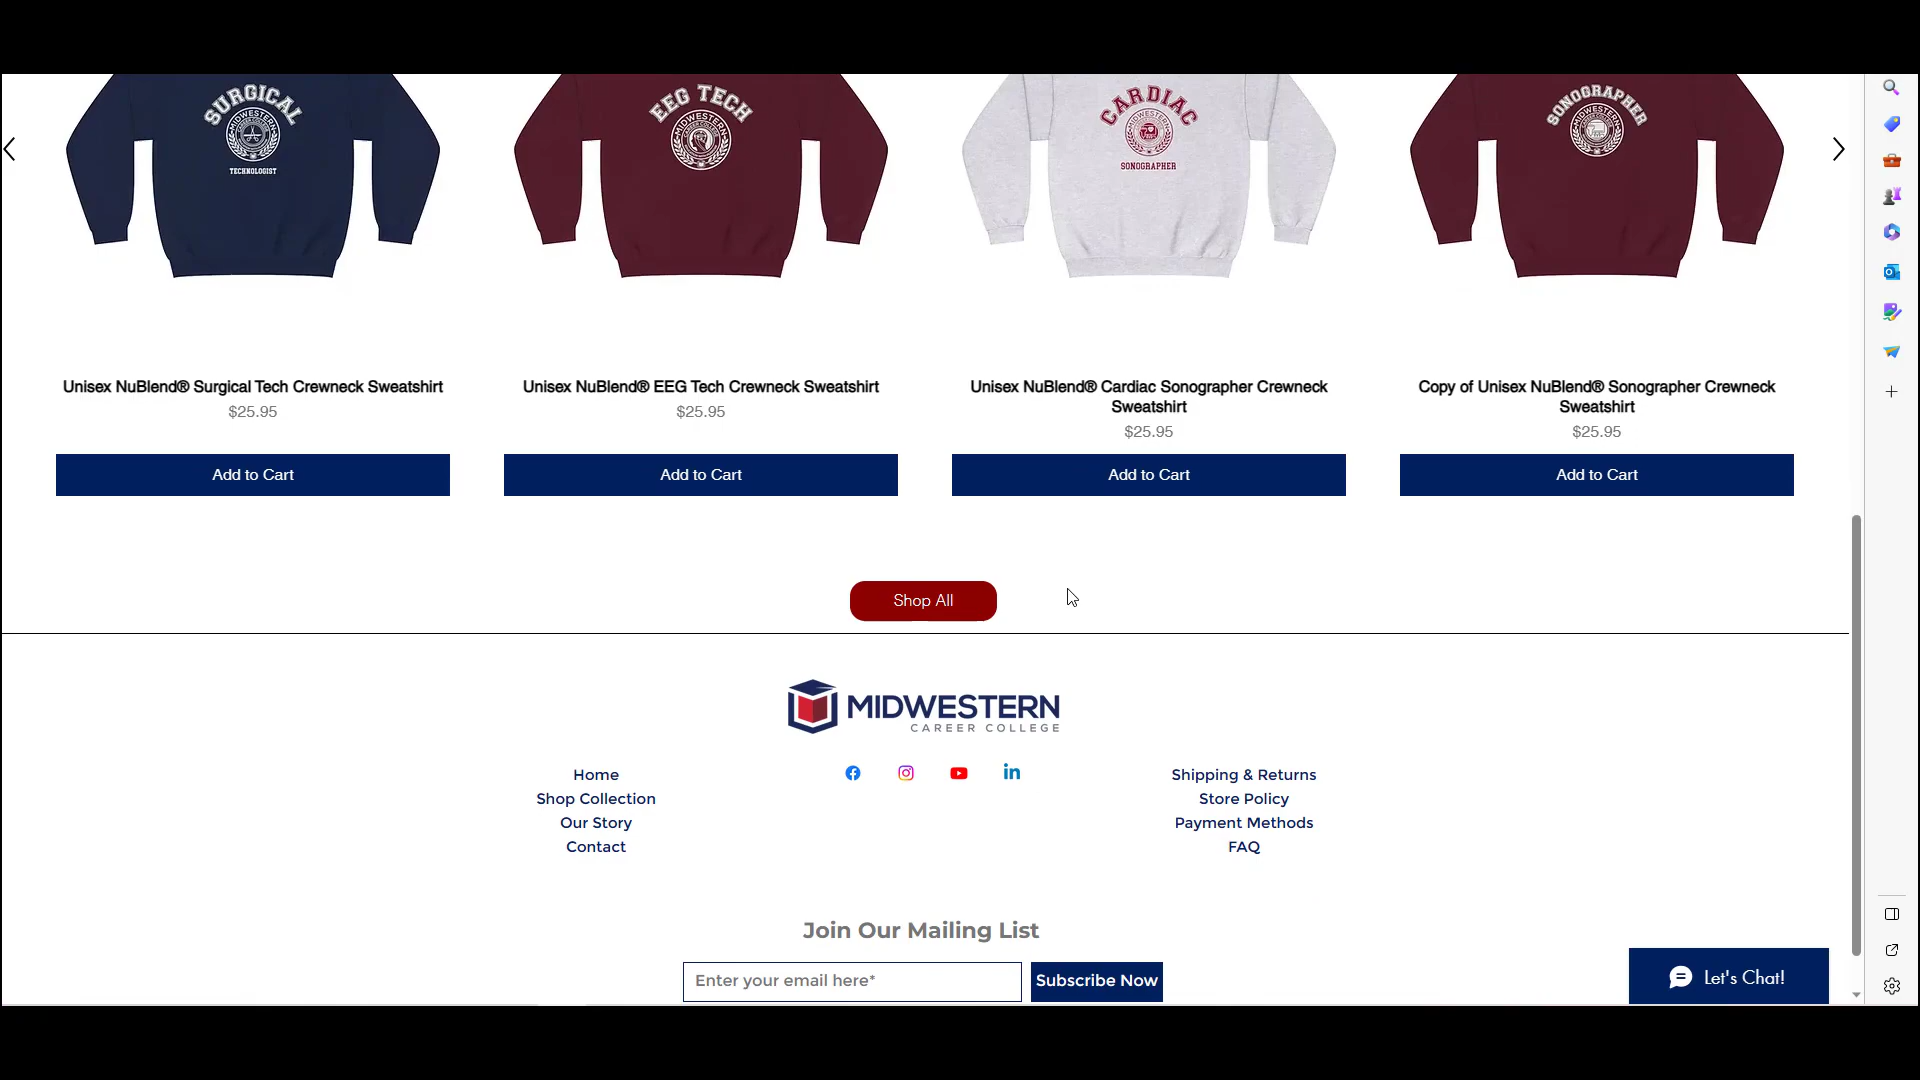 SURGICAL
TECHNOLOGIST
EEG TECH
CARDIAC
SONOGRAPHER
SONOGRAPHER
Unisex NuBlend® Surgical Tech Crewneck Sweatshirt
$25.95
Add to Cart
Unisex NuBlend® EEG Tech Crewneck Sweatshirt
$25.95
Add to Cart
Unisex NuBlend® Cardiac Sonographer Crewneck
Sweatshirt
$25.95
Add to Cart
Copy of Unisex NuBlend® Sonographer Crewneck
Sweatshirt
$25.95
Add to Cart
Shop All
MIDWESTERN
CAREER COLLEGE
Home
Shop Collection
Our Story
Contact
Shipping & Returns
Store Policy
Payment Methods
FAQ
Join Our Mailing List
Enter your email here*
Subscribe Now
Let's Chat!